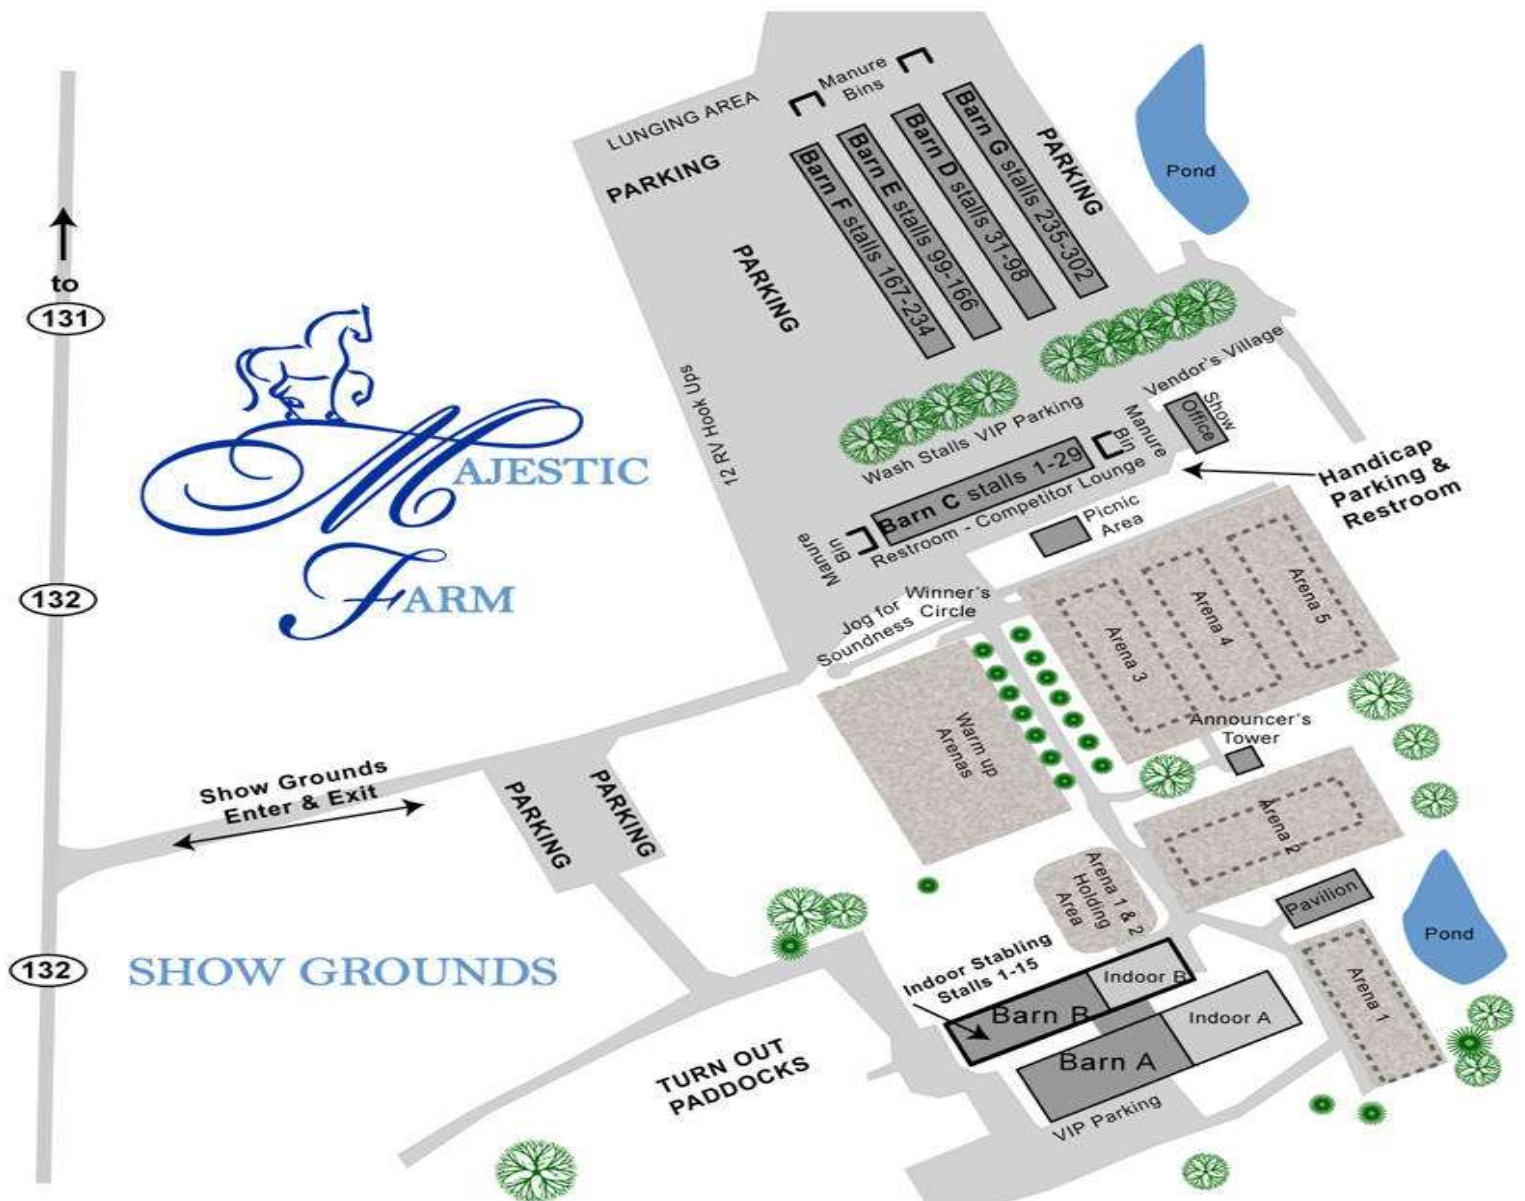 LUNGING AREA
Manure
Bins
PARKING
PARKING
PARKING
Barn F stalls 167-234
Barn E stalls 99-166
Barn D stalls 31-98
Barn G stalls 235-302
Pond
to
131
12 RV Hook Ups
Vendor's Village
Wash Stalls VIP Parking
Show
Office
Manure
Bin
Barn C stalls 1-29
Restroom - Competitor Lounge
Manure
Bin
Picnic
Area
Handicap
Parking &
Restroom
MAJESTIC
FARM
132
Winner's
Circle
Jog for
Soundness
Arena 3
Arena 4
Arena 5
Warm up
Arenas
Announcer's
Tower
Show Grounds
Enter & Exit
PARKING
PARKING
Arena 2
Arena 1 & 2
Holding
Area
Pavilion
Pond
132
SHOW GROUNDS
Indoor Stabling
Stalls 1-15
Barn B
Indoor B
Barn A
Indoor A
Arena 1
VIP Parking
TURN OUT
PADDOCKS